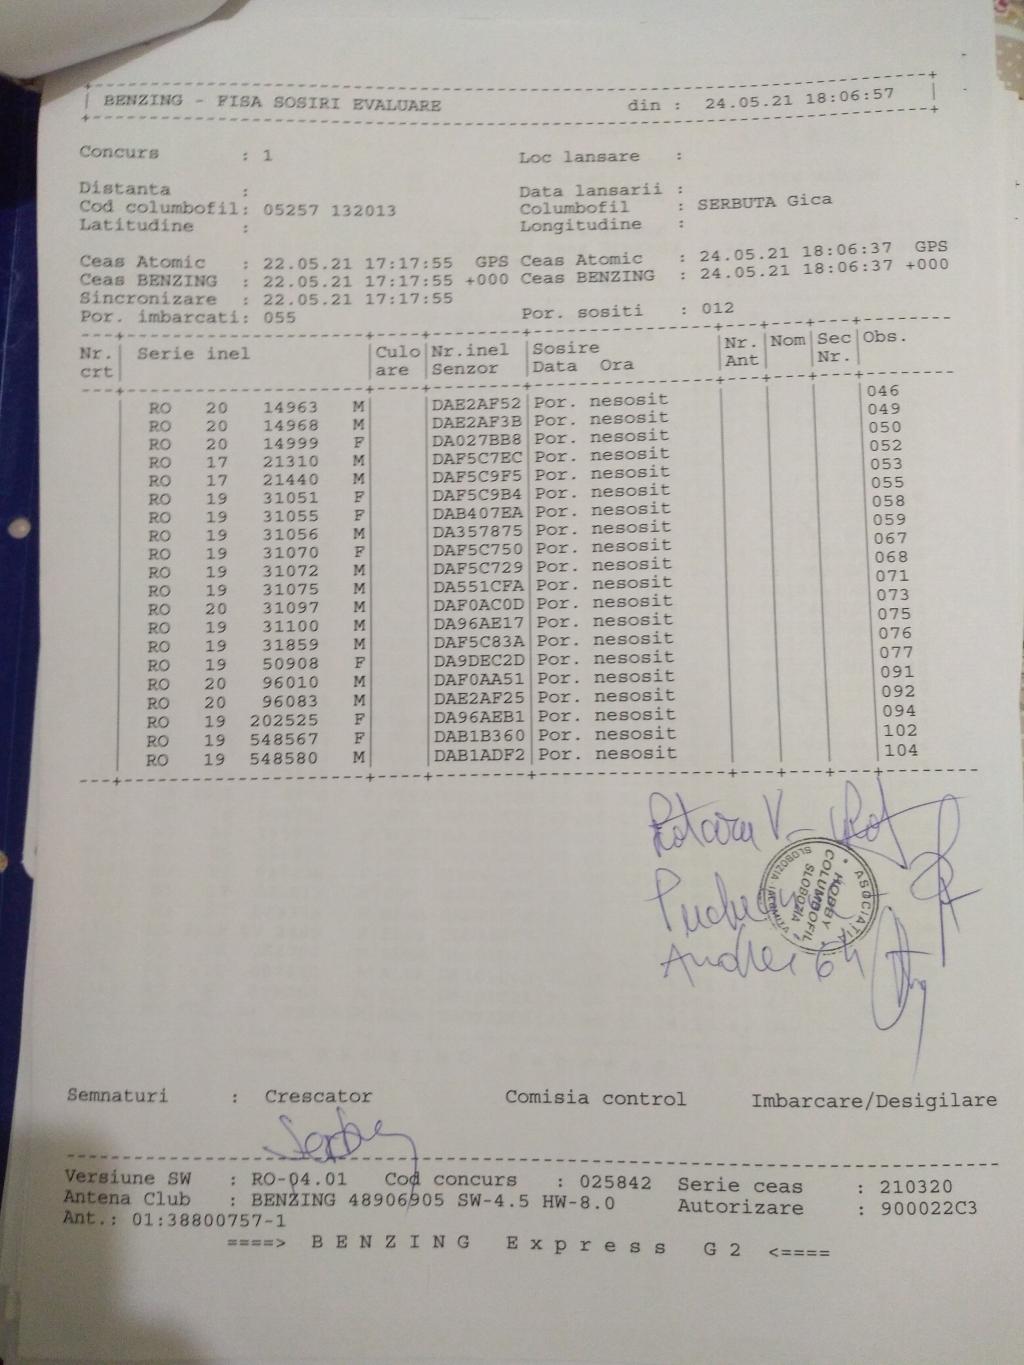 BENZING - FISA SOSIRI EVALUARE din : 24.05.21 18:06:57
Concurs : 1 Loc lansare :
Distanta : Data lansarii :
Cod columbofil: 05257 132013 Columbofil : SERBUTA Gica
Latitudine : Longitudine :
Ceas Atomic : 22.05.21 17:17:55 GPS Ceas Atomic : 24.05.21 18:06:37 GPS
Ceas BENZING : 22.05.21 17:17:55 +000 Ceas BENZING : 24.05.21 18:06:37 +000
Sincronizare : 22.05.21 17:17:55
Por. imbarcati: 055 Por. sositi : 012
Nr. Serie inel Culo Nr.inel Sosire Nr. Nom Sec Obs.
crt are Senzor Data Ora Ant Nr.
RO 20 14963 M DAE2AF52 Por. nesosit 046
RO 20 14968 M DAE2AF3B Por. nesosit 049
RO 20 14999 F DA027BB8 Por. nesosit 050
RO 17 21310 M DAF5C7EC Por. nesosit 052
RO 17 21440 M DAF5C9F5 Por. nesosit 053
RO 19 31051 F DAF5C9B4 Por. nesosit 055
RO 19 31055 F DAB407EA Por. nesosit 058
RO 19 31056 M DA357875 Por. nesosit 059
RO 19 31070 F DAF5C750 Por. nesosit 067
RO 19 31072 M DAF5C729 Por. nesosit 068
RO 19 31075 M DA551CFA Por. nesosit 071
RO 20 31097 M DAF0AC0D Por. nesosit 073
RO 19 31100 M DA96AE17 Por. nesosit 075
RO 19 31859 M DAF5C83A Por. nesosit 076
RO 19 50908 F DA9DEC2D Por. nesosit 077
RO 20 96010 M DAF0AA51 Por. nesosit 091
RO 20 96083 M DAE2AF25 Por. nesosit 092
RO 19 202525 F DA96AEB1 Por. nesosit 094
RO 19 548567 F DAB1B360 Por. nesosit 102
RO 19 548580 M DAB1ADF2 Por. nesosit 104
Rotaru V
ASOCIATIA
HOBBY
COLUMBOFIL
SLOBOZIA
SLOBOZIA
Andrei Gh
Semnaturi : Crescator Comisia control Imbarcare/Desigilare
Versiune SW : RO-04.01 Cod concurs : 025842 Serie ceas : 210320
Antena Club : BENZING 48906905 SW-4.5 HW-8.0 Autorizare : 900022C3
Ant.: 01:38800757-1
====> BENZING Express G2 <====